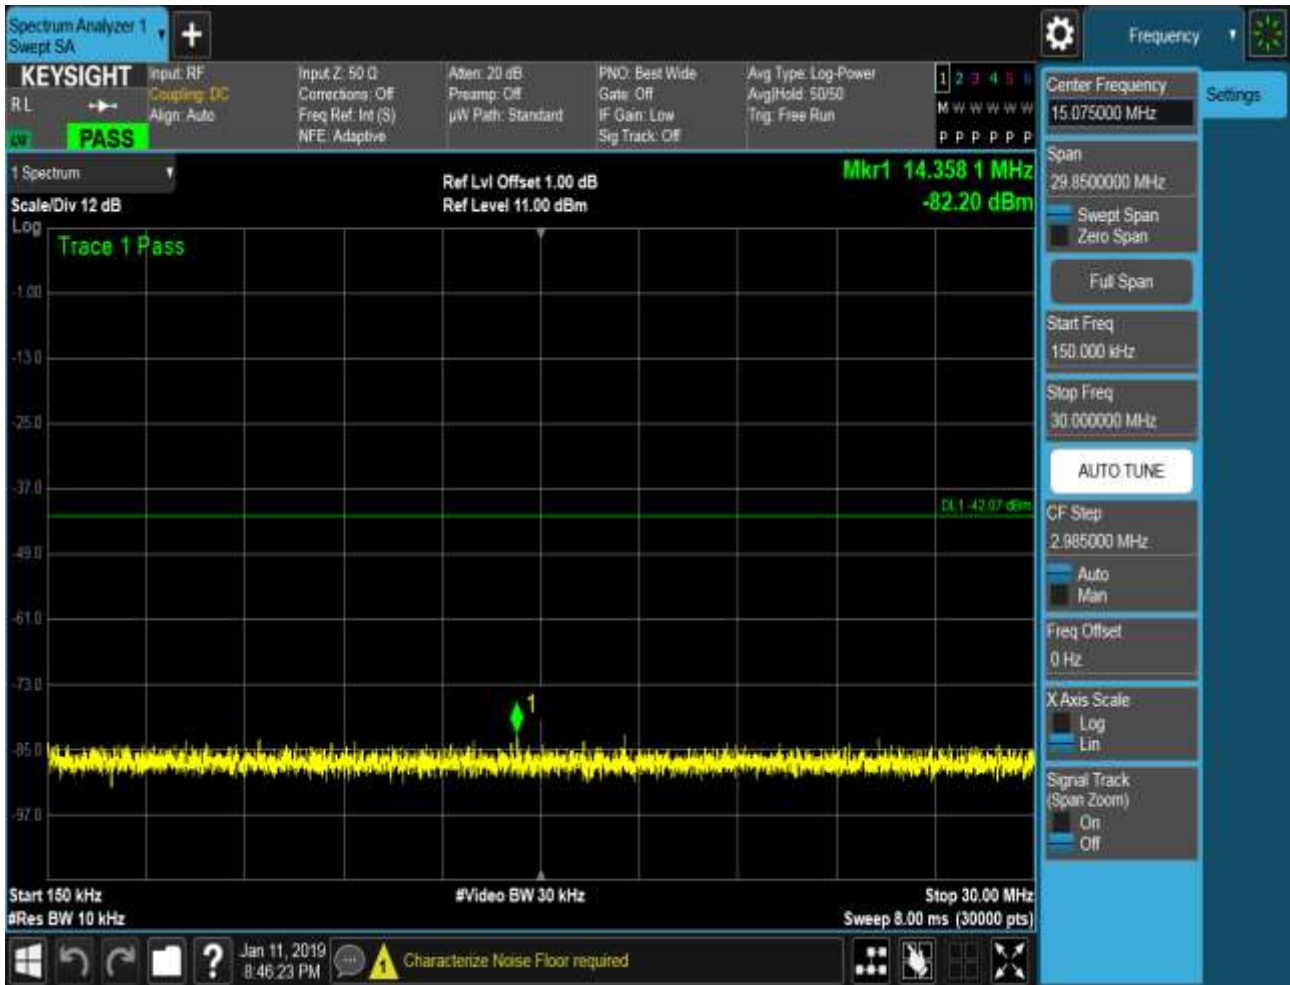 Spectrum Analyzer 1
Swept SA
+
Frequency
KEYSIGHT
R L
LW
PASS
Input: RF
Coupling: DC
Align: Auto
Input Z: 50 Ω
Corrections: Off
Freq Ref: Int (S)
NFE: Adaptive
Atten: 20 dB
Preamp: Off
µW Path: Standard
PNO: Best Wide
Gate: Off
IF Gain: Low
Sig Track: Off
Avg Type: Log-Power
Avg|Hold: 50/50
Trig: Free Run
1 2 3 4 5 6
M W W W W W
P P P P P P
1 Spectrum
Scale/Div 12 dB
Ref Lvl Offset 1.00 dB
Ref Level 11.00 dBm
Mkr1 14.358 1 MHz
-82.20 dBm
Log
Trace 1 Pass
-1.00
-13.0
-25.0
-37.0
DL1 -42.07 dBm
-49.0
-61.0
-73.0
1
-85.0
-97.0
Start 150 kHz
#Video BW 30 kHz
Stop 30.00 MHz
#Res BW 10 kHz
Sweep 8.00 ms (30000 pts)
Center Frequency
15.075000 MHz
Settings
Span
29.8500000 MHz
Swept Span
Zero Span
Full Span
Start Freq
150.000 kHz
Stop Freq
30.000000 MHz
AUTO TUNE
CF Step
2.985000 MHz
Auto
Man
Freq Offset
0 Hz
X Axis Scale
Log
Lin
Signal Track
(Span Zoom)
On
Off
?
Jan 11, 2019
8:46:23 PM
1
Characterize Noise Floor required